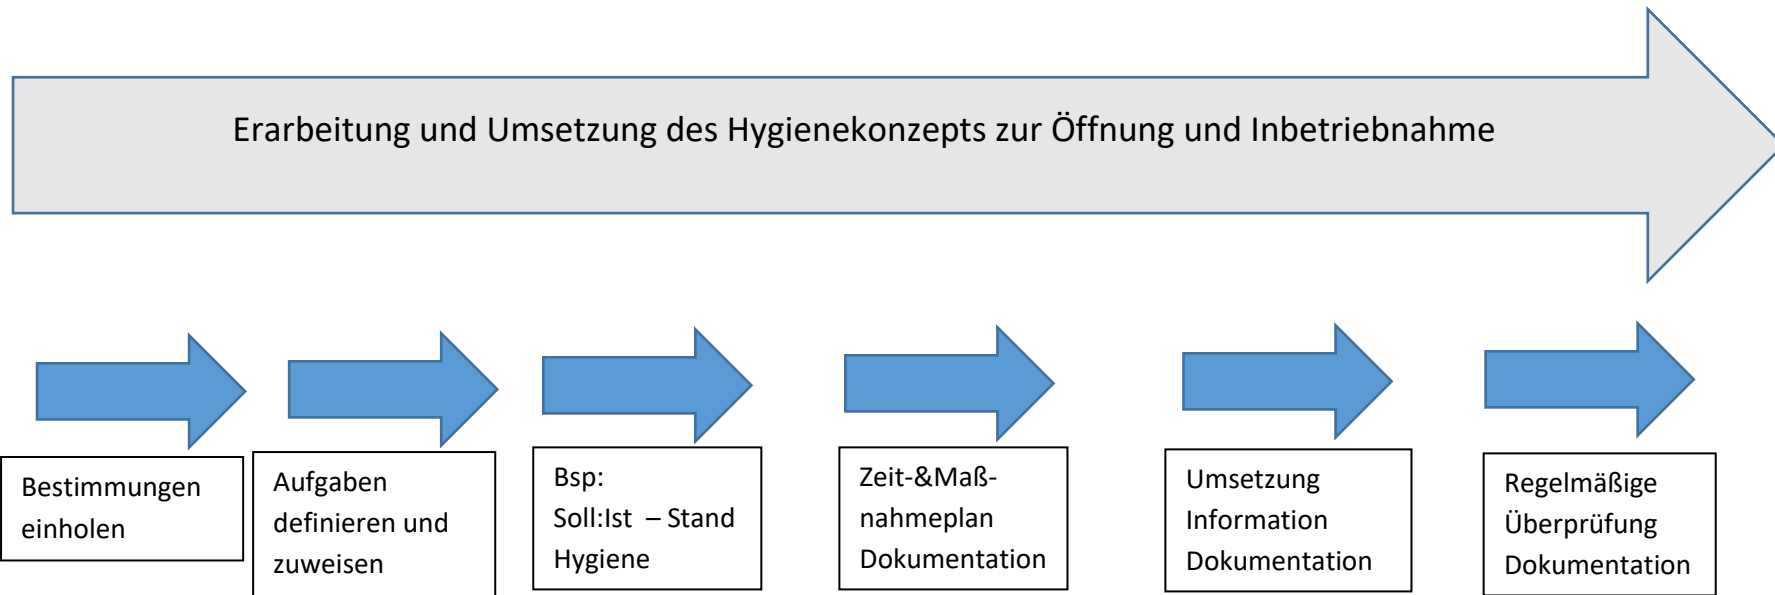 Erarbeitung und Umsetzung des Hygienekonzepts zur Öffnung und Inbetriebnahme
Bestimmungen
einholen
Aufgaben
definieren und
zuweisen
Bsp:
Soll:Ist – Stand
Hygiene
Zeit-&Maß-
nahmeplan
Dokumentation
Umsetzung
Information
Dokumentation
Regelmäßige
Überprüfung
Dokumentation